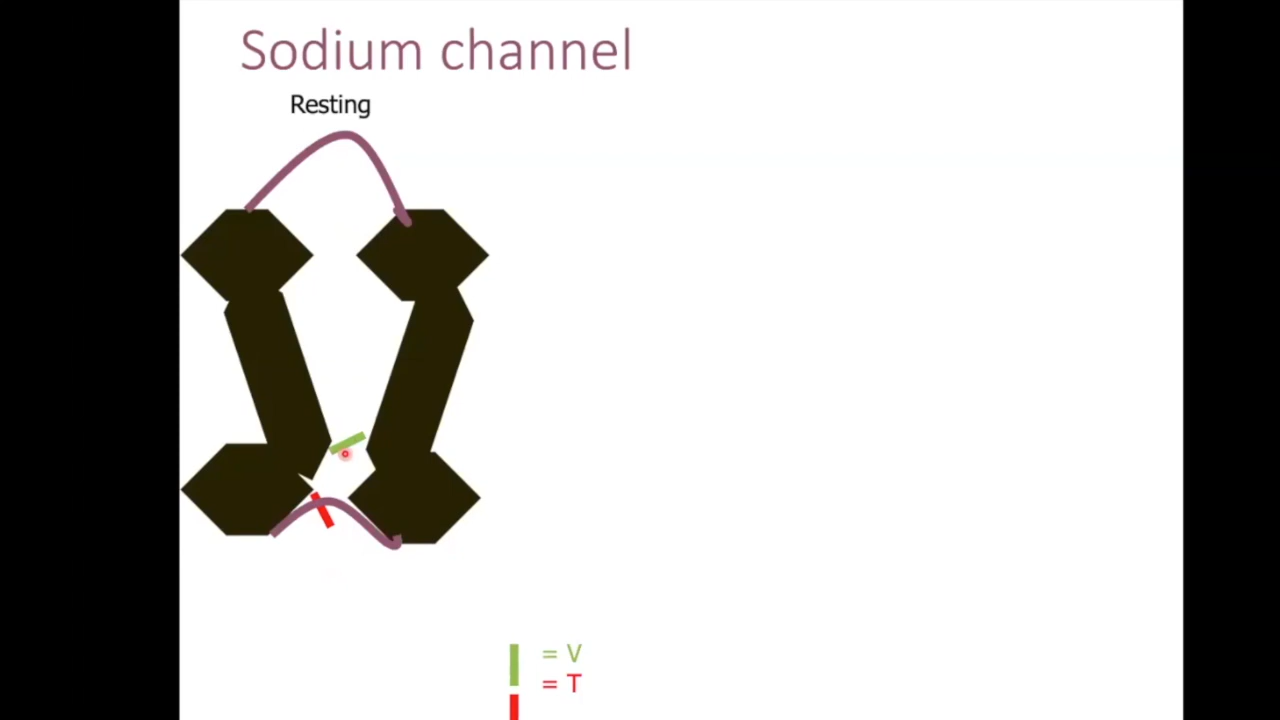 Sodium channel
Resting
= V
= T